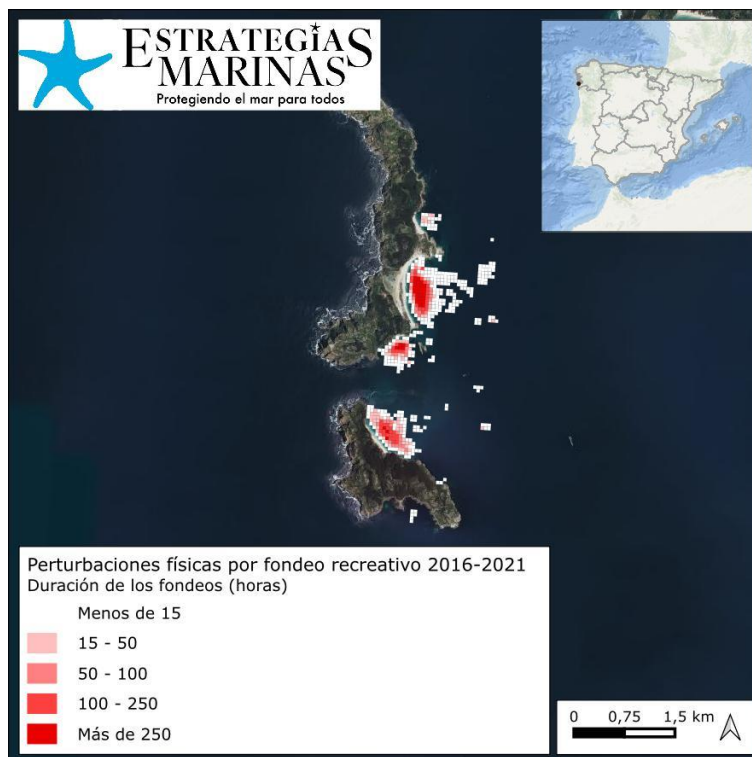 ESTRATEGIAS
MARINAS
Protegiendo el mar para todos
Perturbaciones físicas por fondeo recreativo 2016-2021
Duración de los fondeos (horas)
Menos de 15
15 - 50
50 - 100
100 - 250
Más de 250
0 0,75 1,5 km